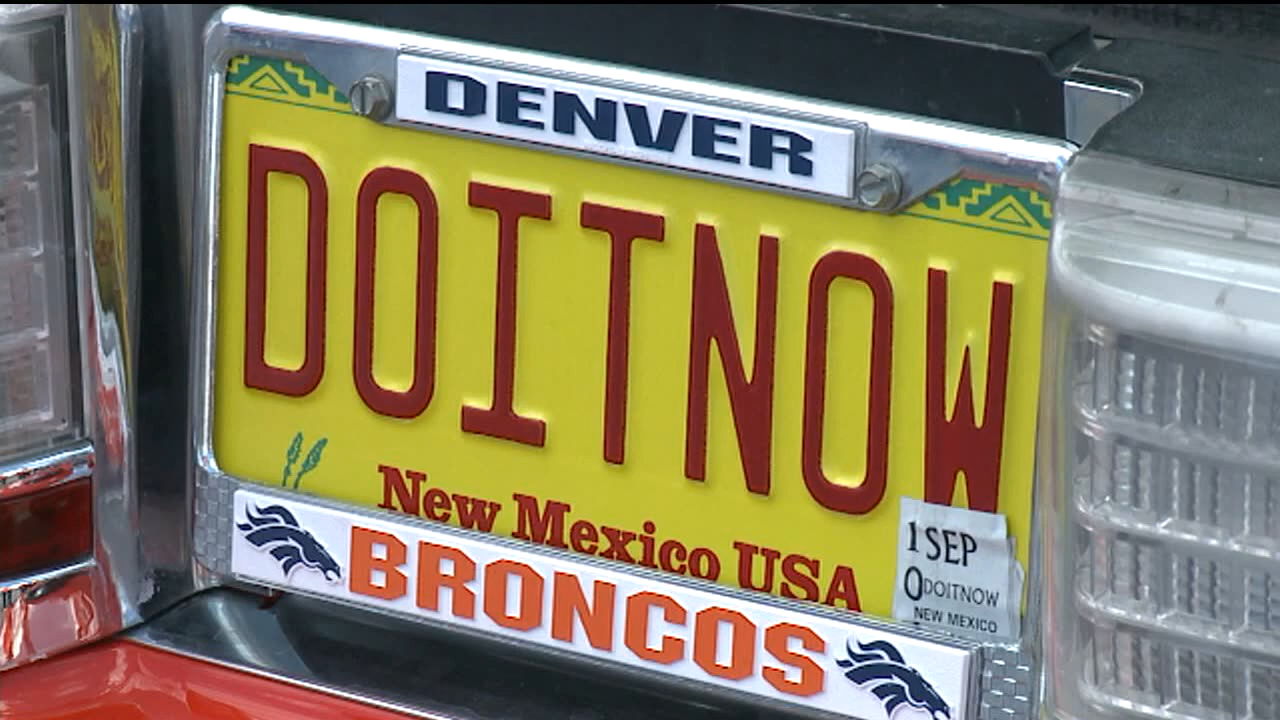 DENVER
DOITNOW
New Mexico USA
1 SEP
0DOITNOW
NEW MEXICO
BRONCOS